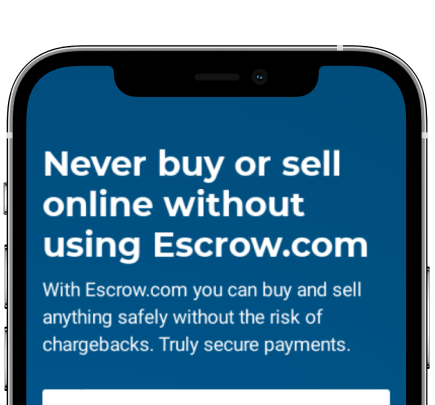 Never buy or sell
online without
using Escrow.com
With Escrow.com you can buy and sell
anything safely without the risk of
chargebacks. Truly secure payments.